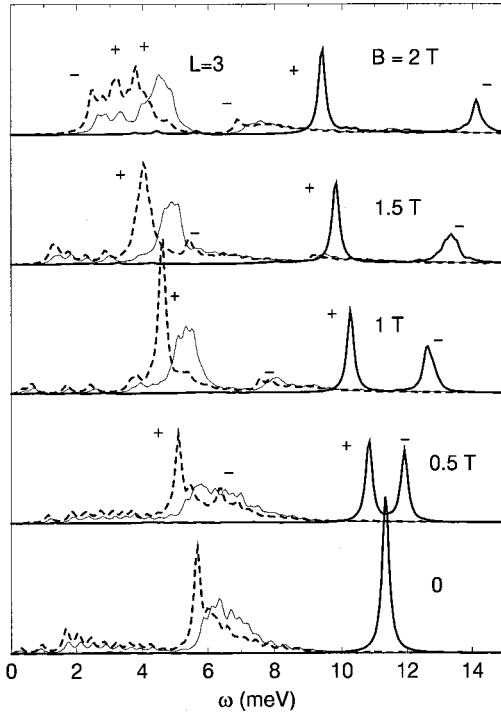 − + + L=3 + B = 2 T −
−
+ + 1.5 T −
−
+ + 1 T −
−
+ − + − 0.5 T
0
0 2 4 6 8 10 12 14
ω (meV)